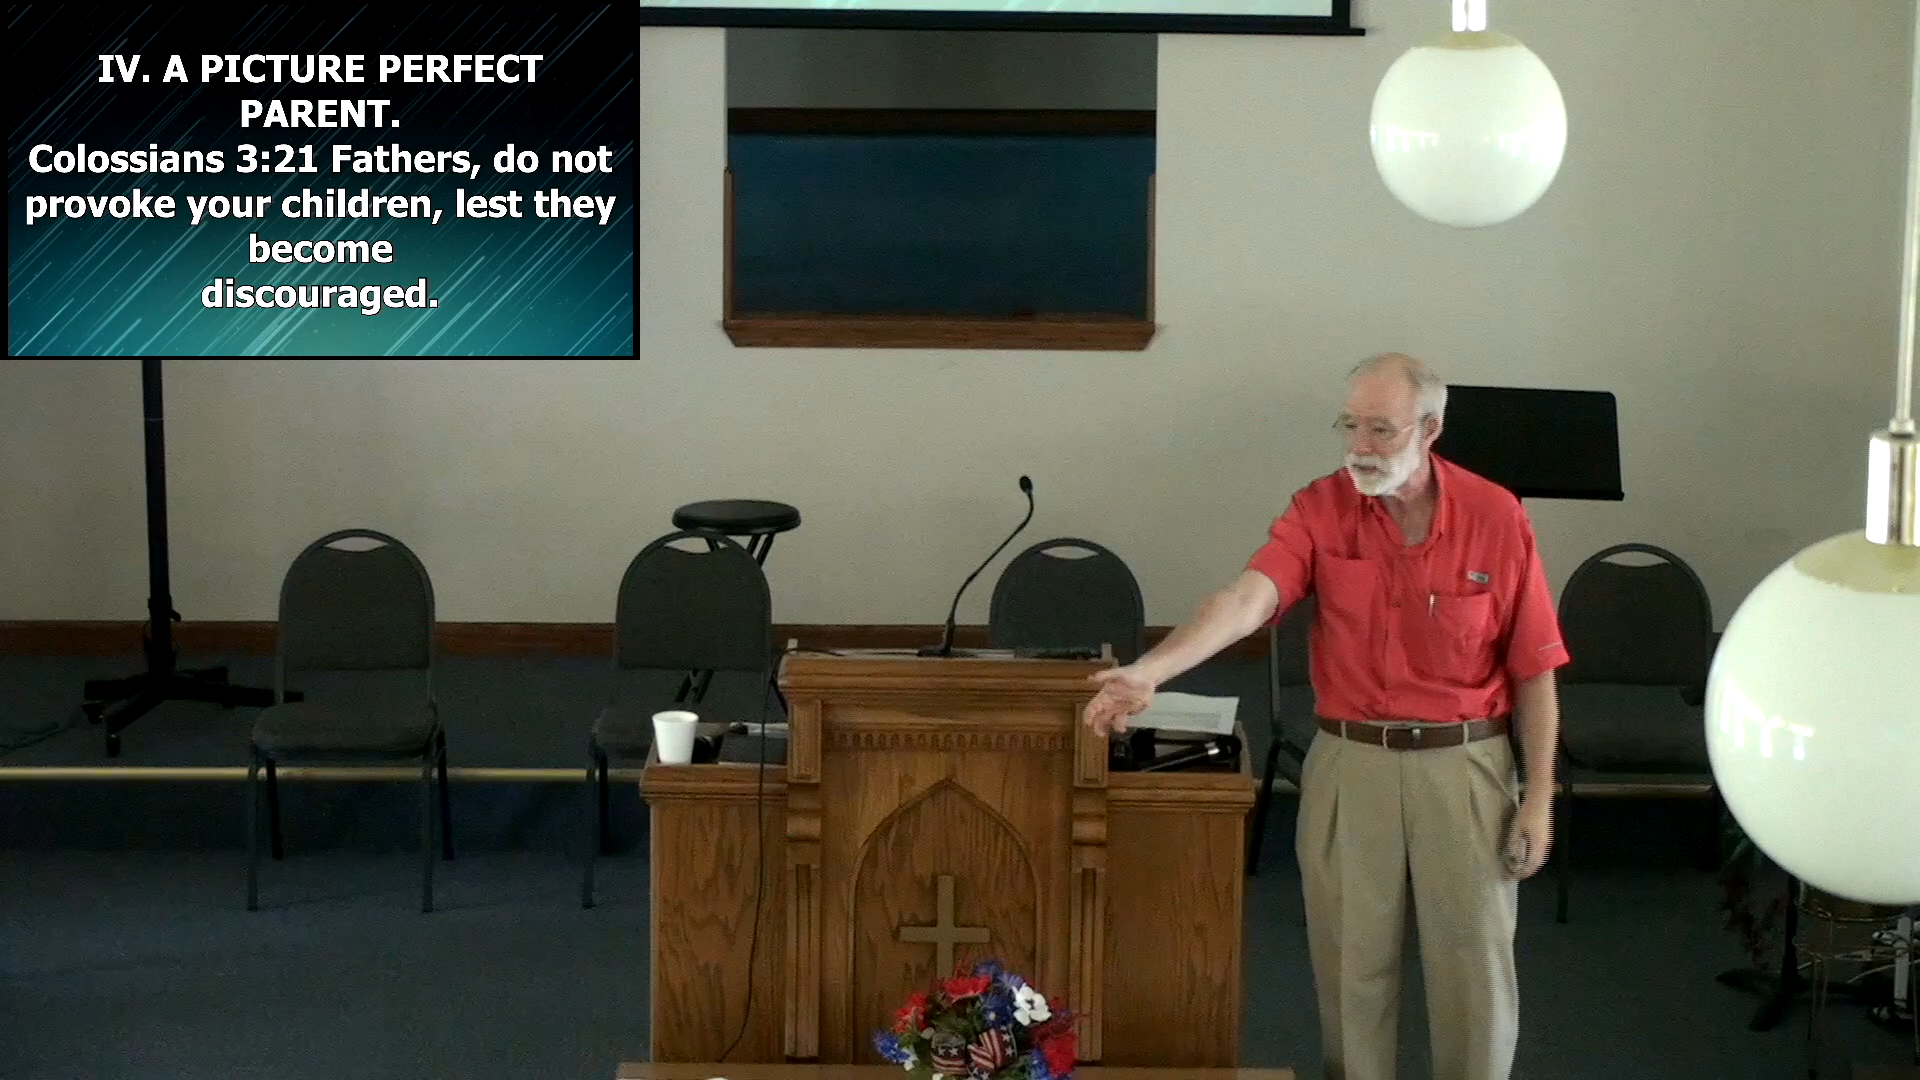 IV. A PICTURE PERFECT
PARENT.
Colossians 3:21 Fathers, do not
provoke your children, lest they
become
discouraged.